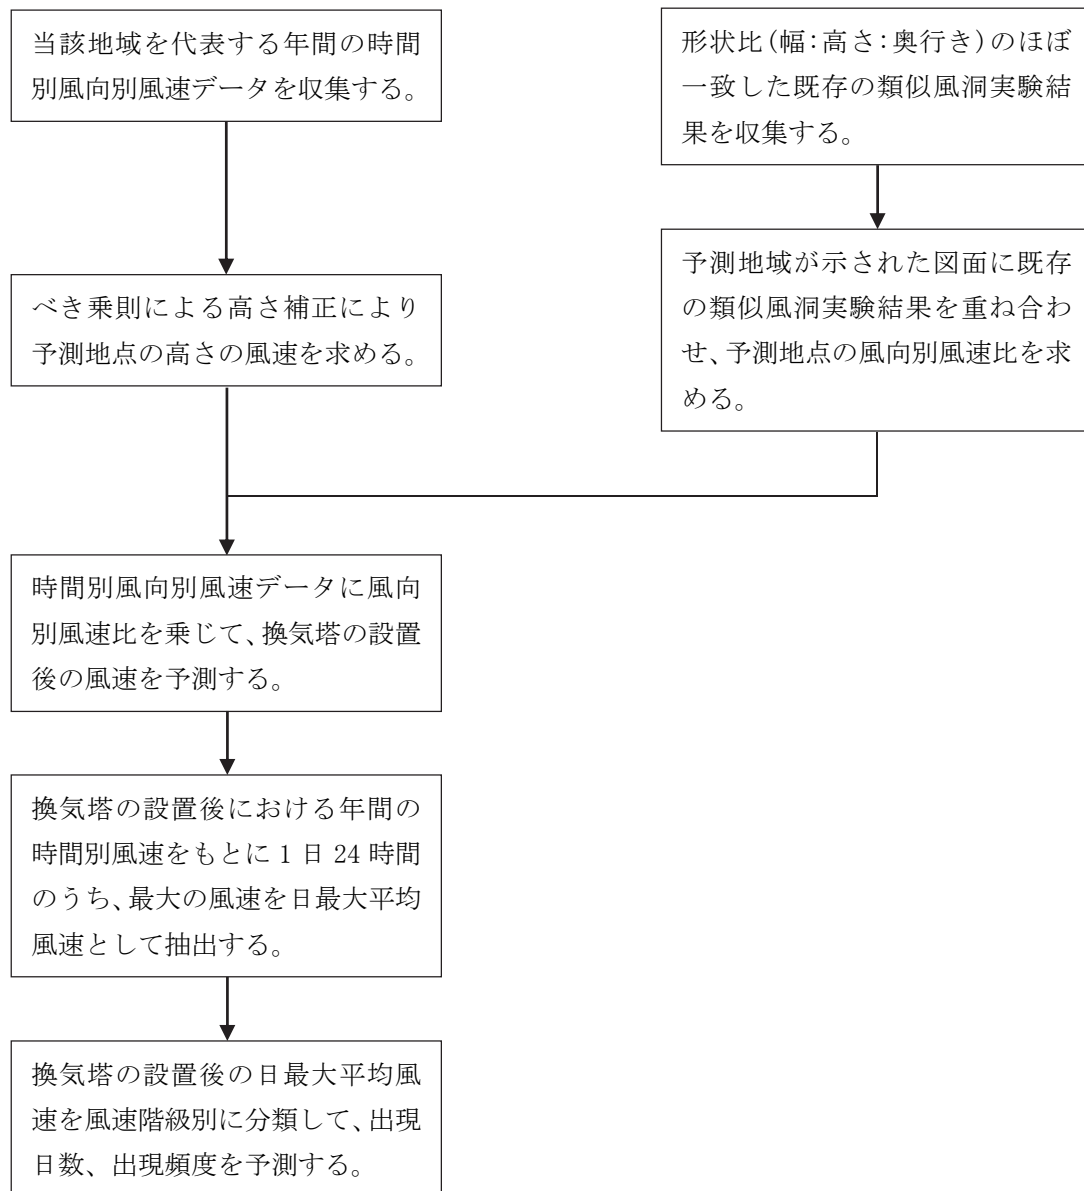 当該地域を代表する年間の時間
別風向別風速データを収集する。
形状比(幅:高さ:奥行き)のほぼ
一致した既存の類似風洞実験結
果を収集する。
べき乗則による高さ補正により
予測地点の高さの風速を求める。
予測地域が示された図面に既存
の類似風洞実験結果を重ね合わ
せ、予測地点の風向別風速比を求
める。
時間別風向別風速データに風向
別風速比を乗じて、換気塔の設置
後の風速を予測する。
換気塔の設置後における年間の
時間別風速をもとに 1 日 24 時間
のうち、最大の風速を日最大平均
風速として抽出する。
換気塔の設置後の日最大平均風
速を風速階級別に分類して、出現
日数、出現頻度を予測する。